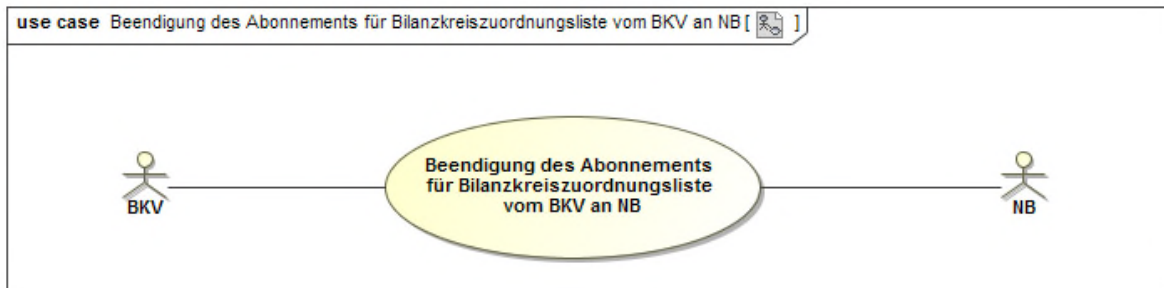 use case Beendigung des Abonnements für Bilanzkreiszuordnungsliste vom BKV an NB [ ]
Beendigung des Abonnements
für Bilanzkreiszuordnungsliste
vom BKV an NB
BKV
NB